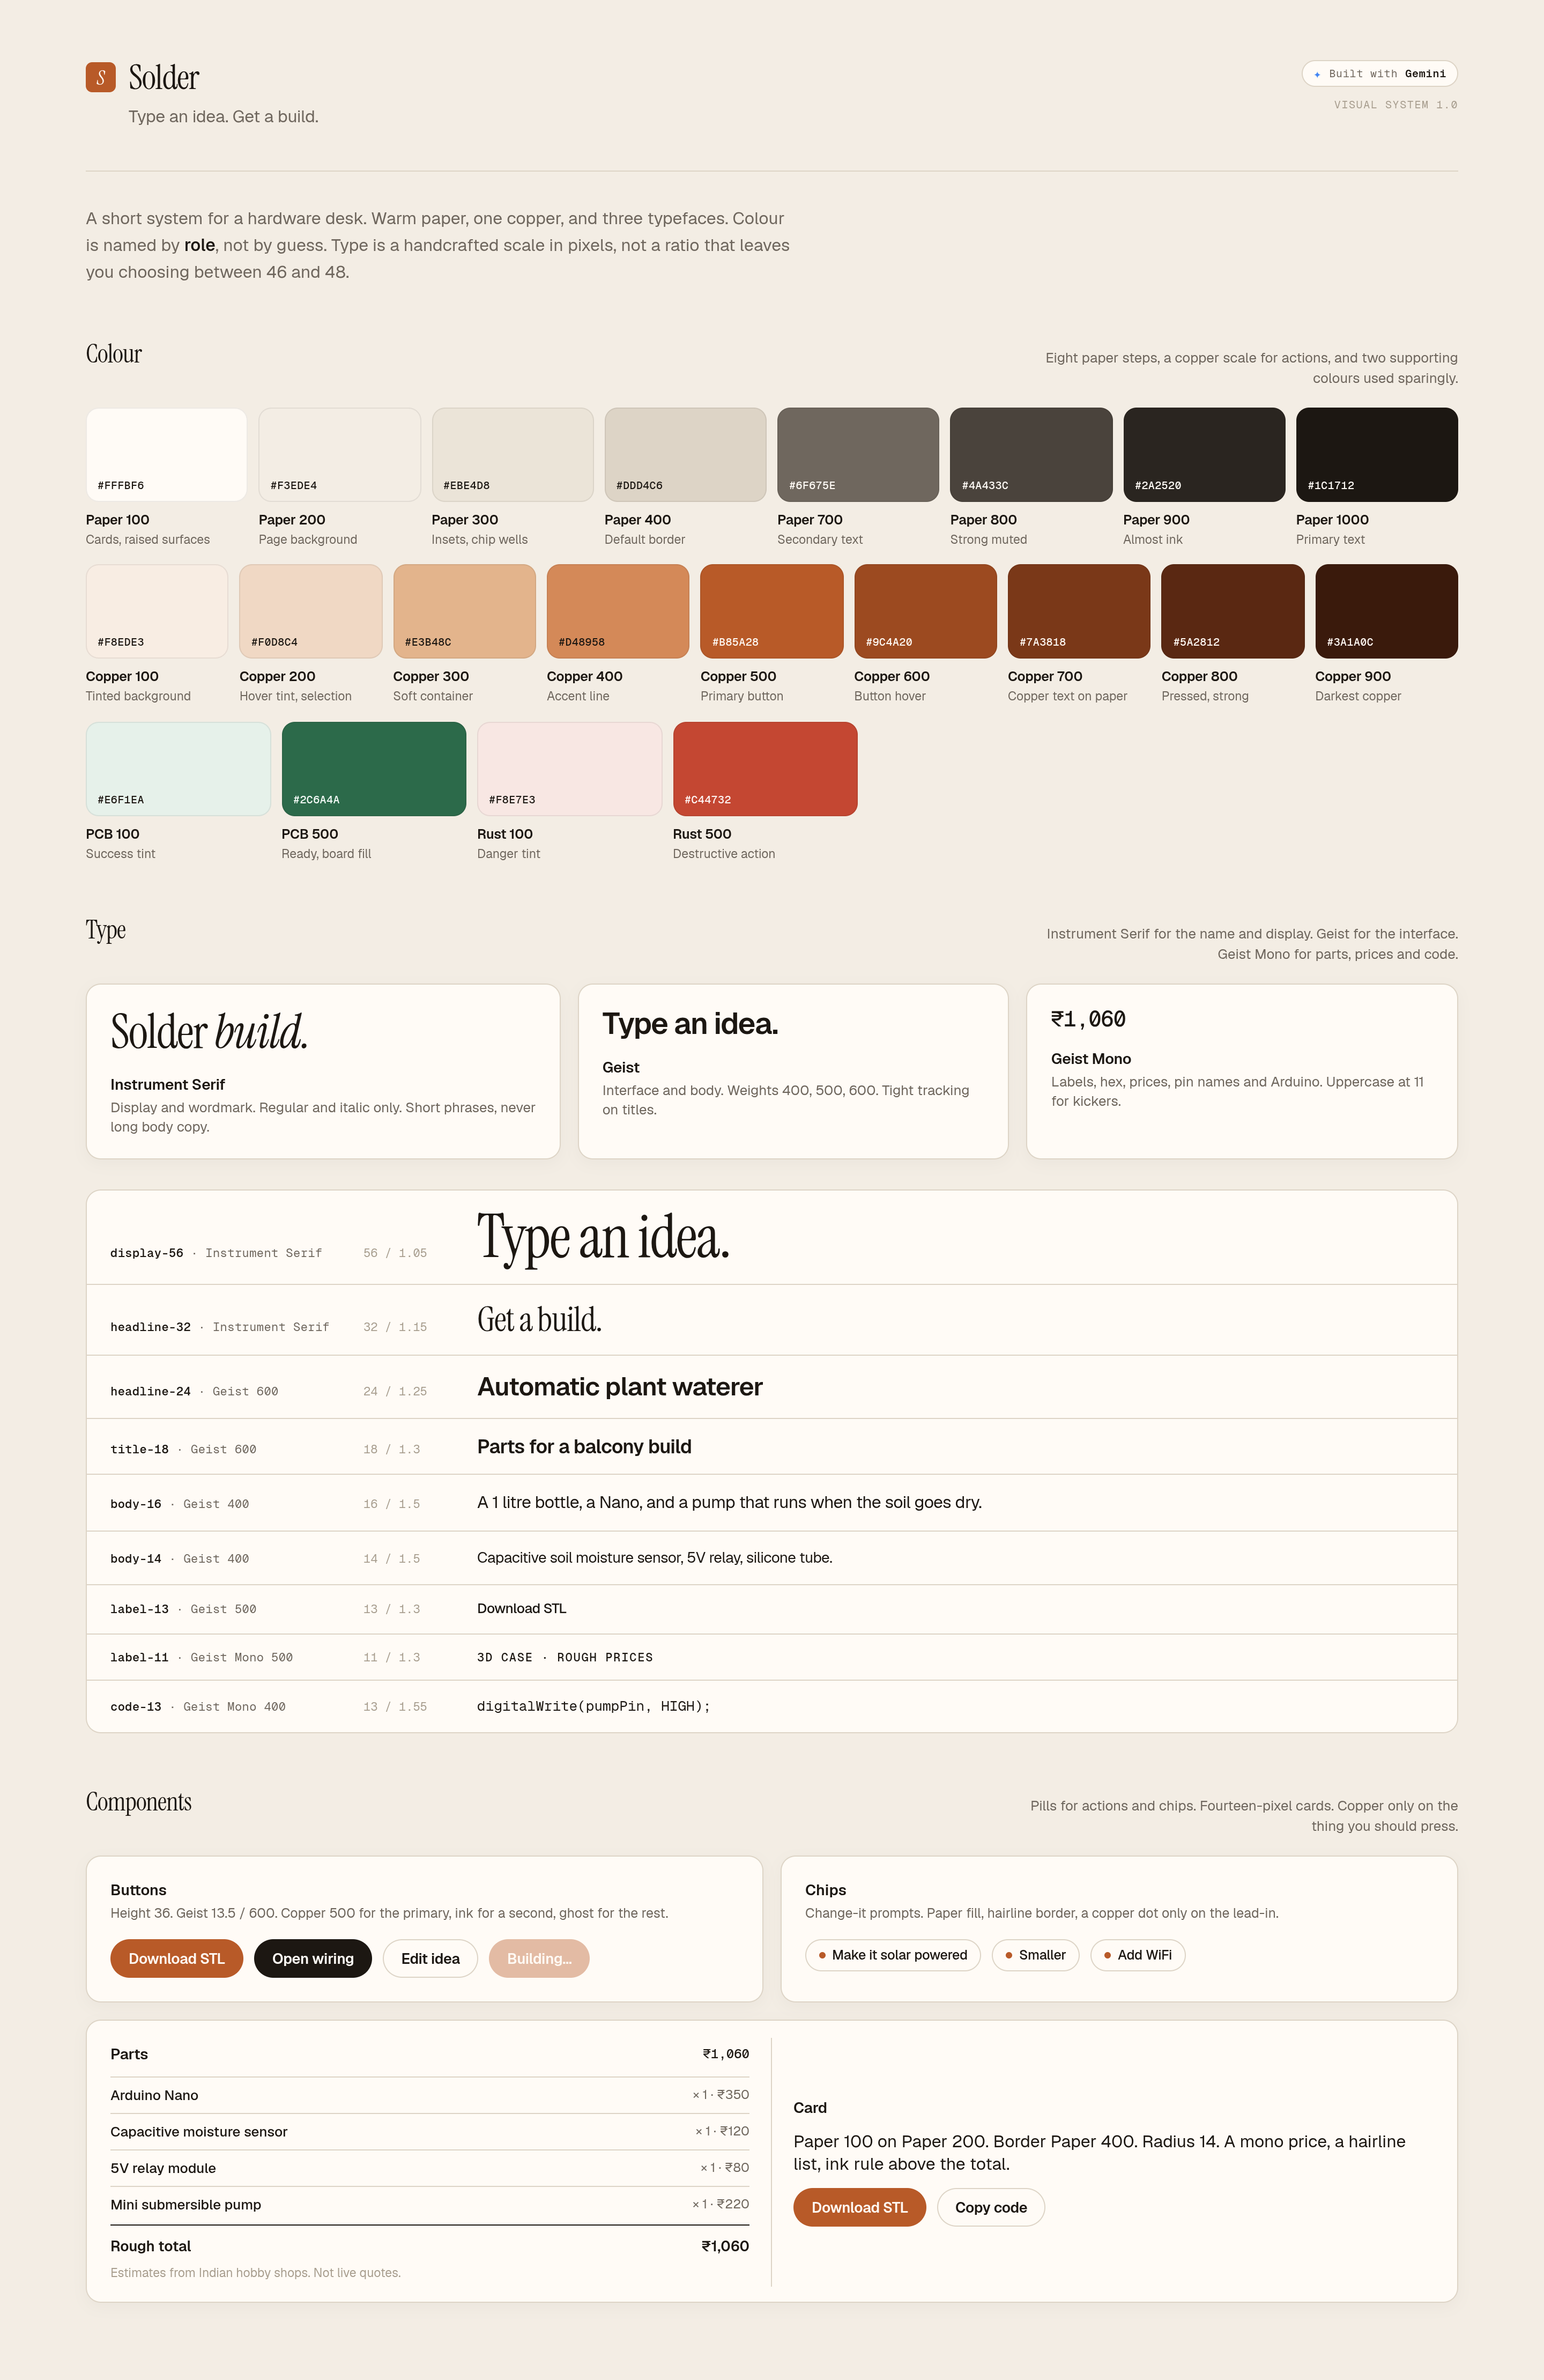 S
Solder
Type an idea. Get a build.
✦ Built with Gemini
VISUAL SYSTEM 1.0
A short system for a hardware desk. Warm paper, one copper, and three typefaces. Colour
is named by role, not by guess. Type is a handcrafted scale in pixels, not a ratio that leaves
you choosing between 46 and 48.
Colour
Eight paper steps, a copper scale for actions, and two supporting
colours used sparingly.
#FFFBF6
#F3EDE4
#EBE4D8
#DDD4C6
#6F675E
#4A433C
#2A2520
#1C1712
Paper 100
Paper 200
Paper 300
Paper 400
Paper 700
Paper 800
Paper 900
Paper 1000
Cards, raised surfaces
Page background
Insets, chip wells
Default border
Secondary text
Strong muted
Almost ink
Primary text
#F8EDE3
#F0D8C4
#E3B48C
#D48958
#B85A28
#9C4A20
#7A3818
#5A2812
#3A1A0C
Copper 100
Copper 200
Copper 300
Copper 400
Copper 500
Copper 600
Copper 700
Copper 800
Copper 900
Tinted background
Hover tint, selection
Soft container
Accent line
Primary button
Button hover
Copper text on paper
Pressed, strong
Darkest copper
#E6F1EA
#2C6A4A
#F8E7E3
#C44732
PCB 100
PCB 500
Rust 100
Rust 500
Success tint
Ready, board fill
Danger tint
Destructive action
Type
Instrument Serif for the name and display. Geist for the interface.
Geist Mono for parts, prices and code.
Solder build.
Instrument Serif
Display and wordmark. Regular and italic only. Short phrases, never
long body copy.
Type an idea.
Geist
Interface and body. Weights 400, 500, 600. Tight tracking
on titles.
₹1,060
Geist Mono
Labels, hex, prices, pin names and Arduino. Uppercase at 11
for kickers.
display-56 · Instrument Serif 56 / 1.05 Type an idea.
headline-32 · Instrument Serif 32 / 1.15 Get a build.
headline-24 · Geist 600 24 / 1.25 Automatic plant waterer
title-18 · Geist 600 18 / 1.3 Parts for a balcony build
body-16 · Geist 400 16 / 1.5 A 1 litre bottle, a Nano, and a pump that runs when the soil goes dry.
body-14 · Geist 400 14 / 1.5 Capacitive soil moisture sensor, 5V relay, silicone tube.
label-13 · Geist 500 13 / 1.3 Download STL
label-11 · Geist Mono 500 11 / 1.3 3D CASE · ROUGH PRICES
code-13 · Geist Mono 400 13 / 1.55 digitalWrite(pumpPin, HIGH);
Components
Pills for actions and chips. Fourteen-pixel cards. Copper only on the
thing you should press.
Buttons
Height 36. Geist 13.5 / 600. Copper 500 for the primary, ink for a second, ghost for the rest.
Download STL
Open wiring
Edit idea
Building…
Chips
Change-it prompts. Paper fill, hairline border, a copper dot only on the lead-in.
Make it solar powered
Smaller
Add WiFi
Parts ₹1,060
Arduino Nano × 1 · ₹350
Capacitive moisture sensor × 1 · ₹120
5V relay module × 1 · ₹80
Mini submersible pump × 1 · ₹220
Rough total ₹1,060
Estimates from Indian hobby shops. Not live quotes.
Card
Paper 100 on Paper 200. Border Paper 400. Radius 14. A mono price, a hairline
list, ink rule above the total.
Download STL
Copy code